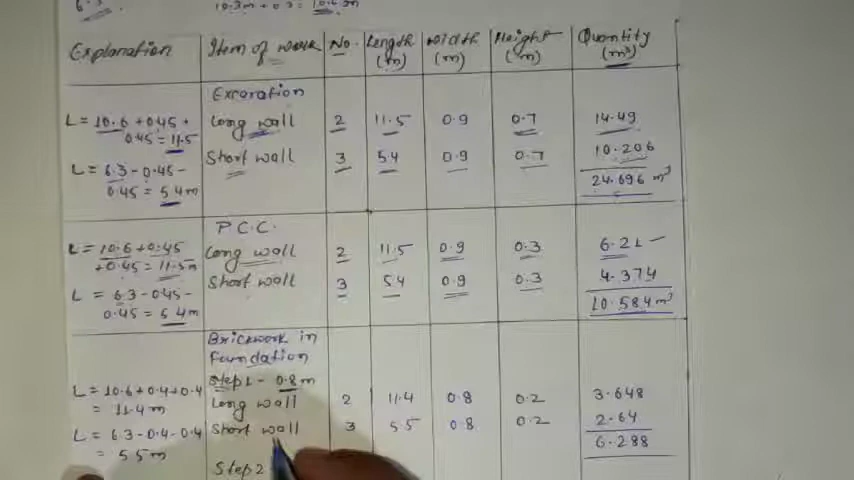 6.3
10.3m + 0.3 = 10.6m
Explanation Item of work No. Length (m) Width (m) Height (m) Quantity (m³)
Excavation
L = 10.6 + 0.45 + 0.45 = 11.5 Long wall 2 11.5 0.9 0.7 14.49
L = 6.3 - 0.45 - 0.45 = 5.4m Short wall 3 5.4 0.9 0.7 10.206
24.696 m³
P.C.C.
L = 10.6 + 0.45 + 0.45 = 11.5m Long wall 2 11.5 0.9 0.3 6.21
L = 6.3 - 0.45 - 0.45 = 5.4m Short wall 3 5.4 0.9 0.3 4.374
10.584 m³
Brickwork in
Foundation
Step1 - 0.8m
L = 10.6 + 0.4 + 0.4 = 11.4m Long wall 2 11.4 0.8 0.2 3.648
L = 6.3 - 0.4 - 0.4 = 5.5m Short wall 3 5.5 0.8 0.2 2.64
6.288
Step2